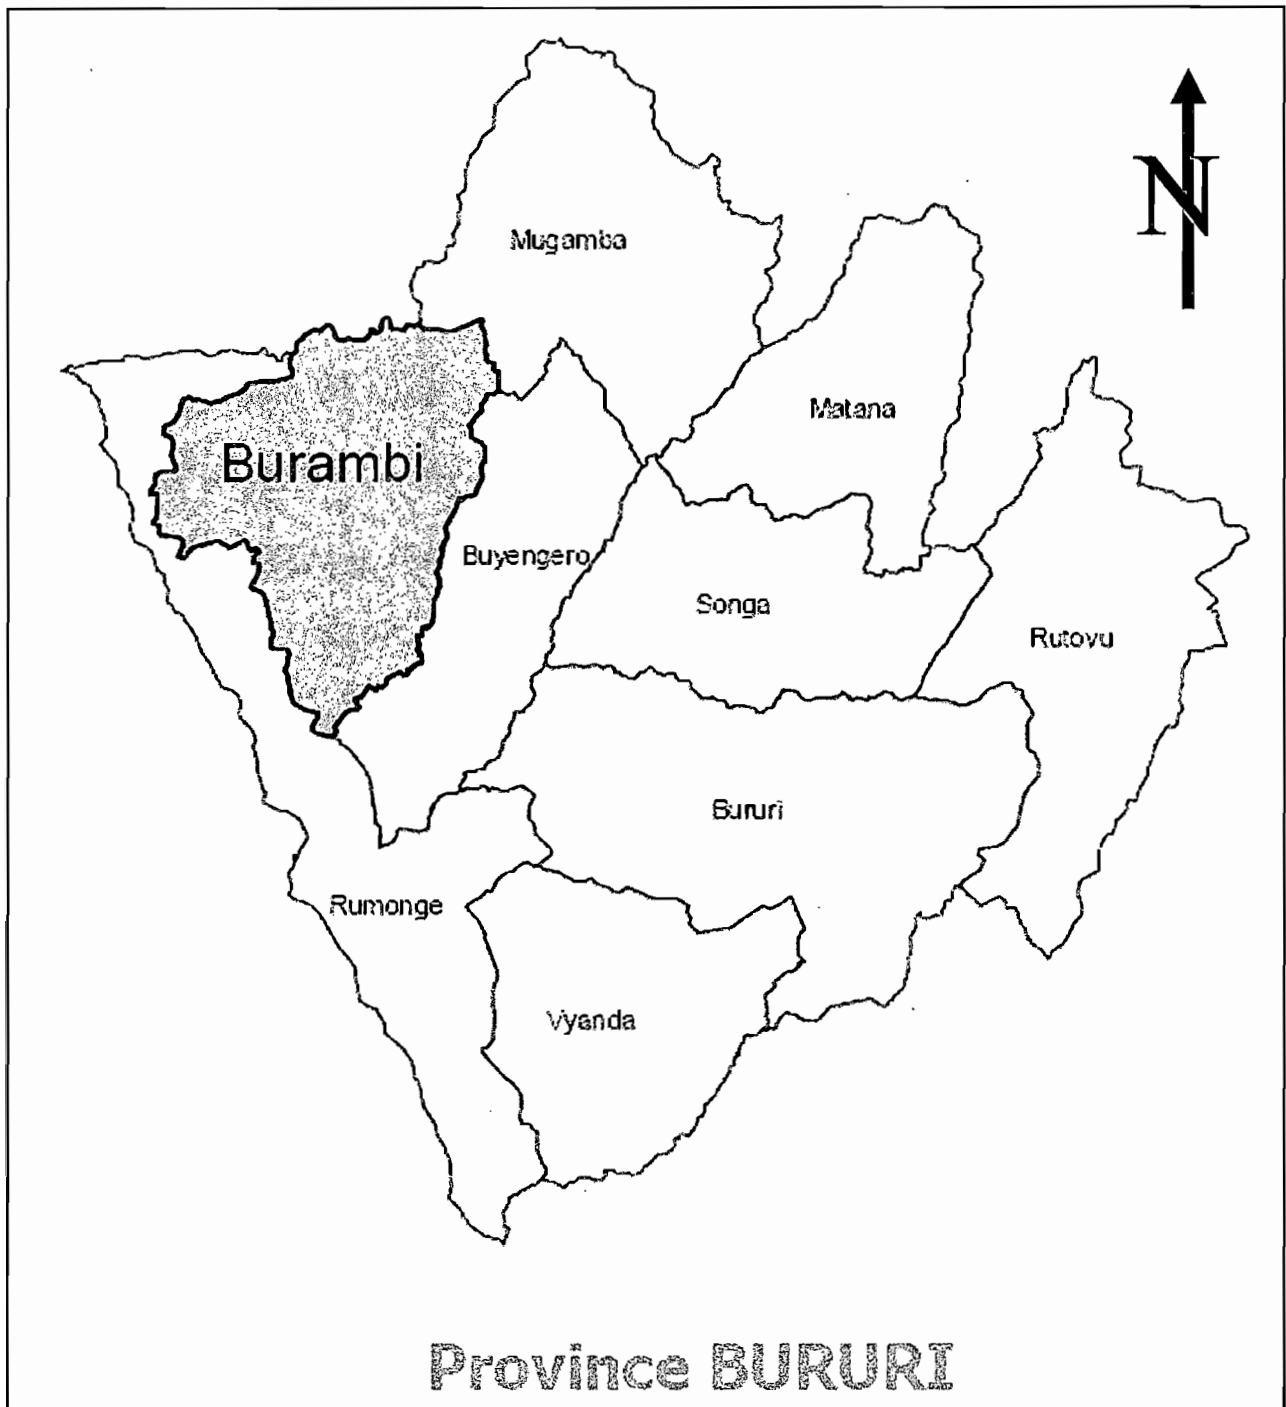 N
Mugamba
Matana
Burambi
Buyengero
Songa
Rutovu
Bururi
Rumonge
Vyanda
Province BURURI